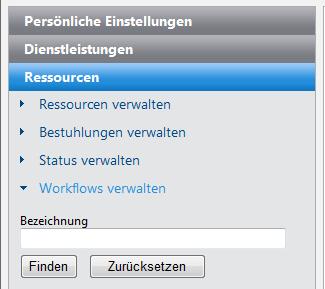 Persönliche Einstellungen
Dienstleistungen
Ressourcen
Ressourcen verwalten
Bestuhlungen verwalten
Status verwalten
Workflows verwalten
Bezeichnung
Finden Zurücksetzen